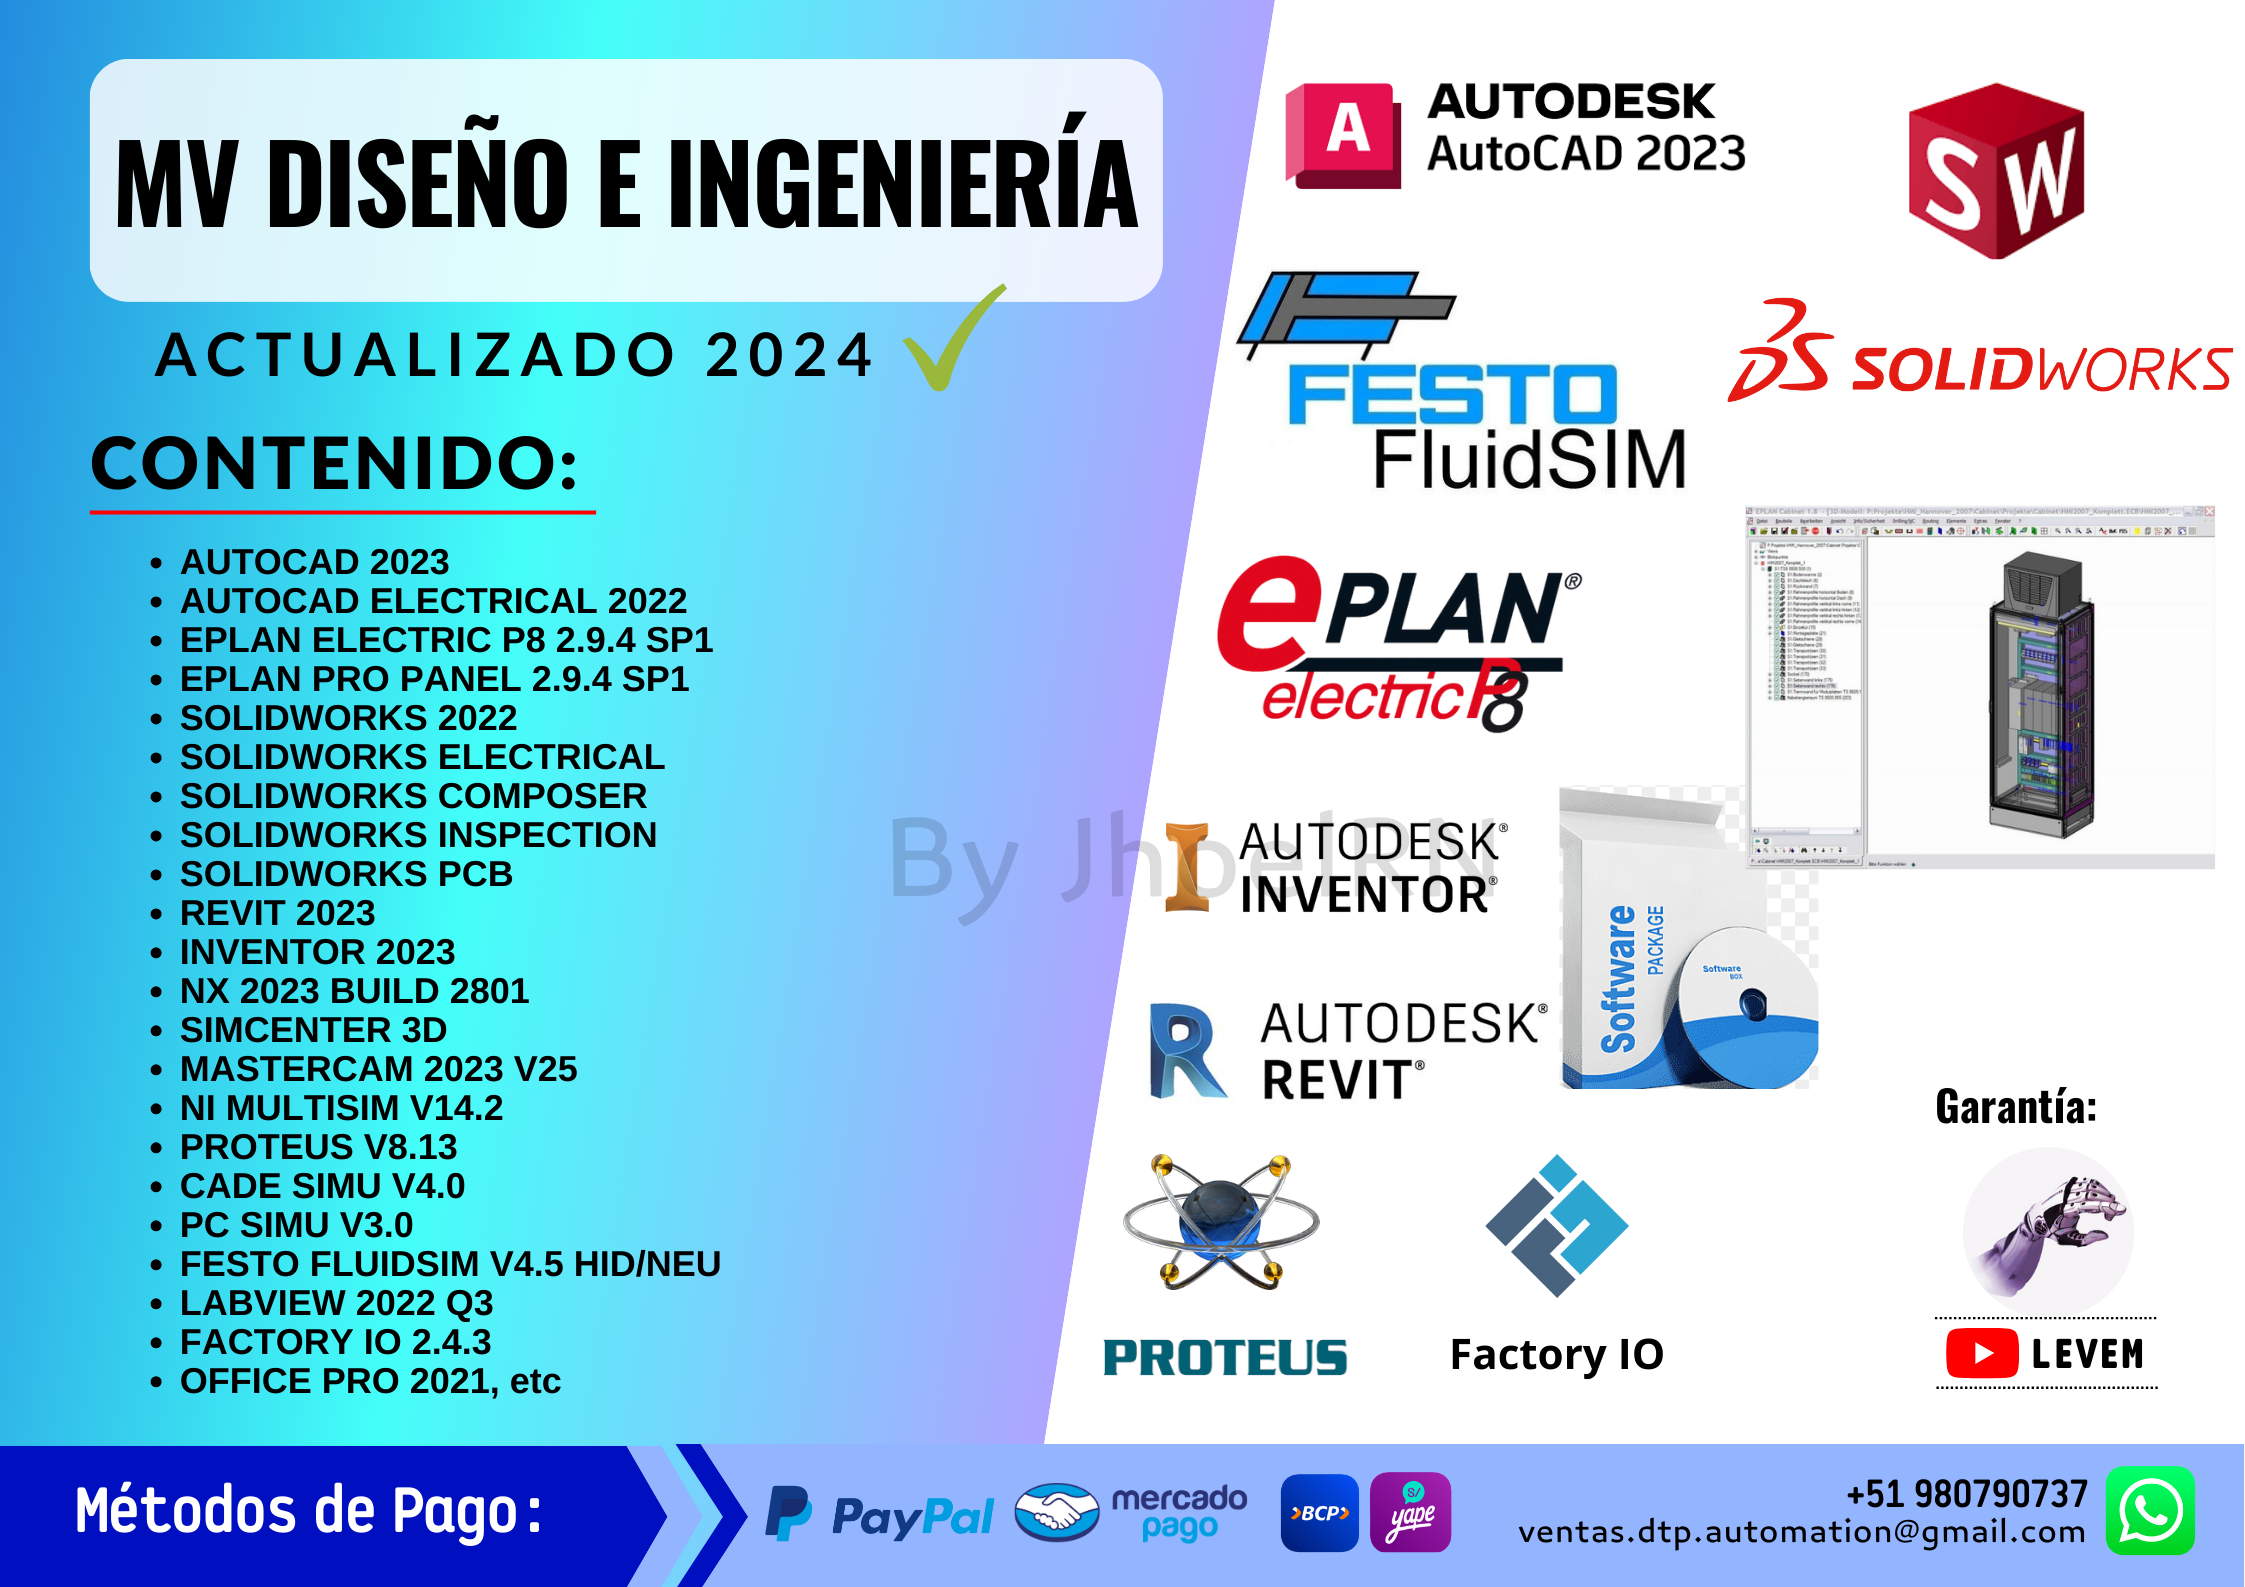 MV DISEÑO E INGENIERÍA
ACTUALIZADO 2024
CONTENIDO:
AUTOCAD 2023
AUTOCAD ELECTRICAL 2022
EPLAN ELECTRIC P8 2.9.4 SP1
EPLAN PRO PANEL 2.9.4 SP1
SOLIDWORKS 2022
SOLIDWORKS ELECTRICAL
SOLIDWORKS COMPOSER
SOLIDWORKS INSPECTION
SOLIDWORKS PCB
REVIT 2023
INVENTOR 2023
NX 2023 BUILD 2801
SIMCENTER 3D
MASTERCAM 2023 V25
NI MULTISIM V14.2
PROTEUS V8.13
CADE SIMU V4.0
PC SIMU V3.0
FESTO FLUIDSIM V4.5 HID/NEU
LABVIEW 2022 Q3
FACTORY IO 2.4.3
OFFICE PRO 2021, etc
A
AUTODESK
AutoCAD 2023
SW
FESTO
FluidSIM
SOLIDWORKS
ePLAN®
electric P8
By JhoelRN
I
AUTODESK®
INVENTOR®
R
AUTODESK®
REVIT®
Software
PACKAGE
Software
BOX
PROTEUS
Factory IO
Garantía:
LEVEM
Métodos de Pago:
PayPal
mercado
pago
BCP
S/
yape
+51 980790737
ventas.dtp.automation@gmail.com